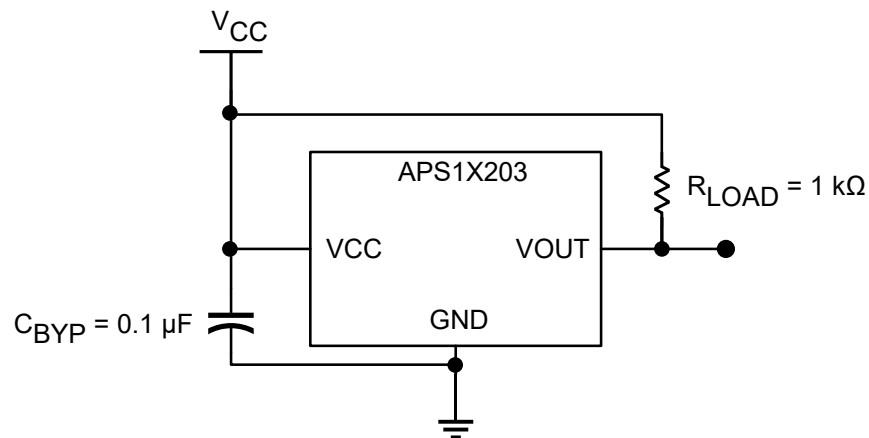 VCC
APS1X203
RLOAD = 1 kΩ
VCC
VOUT
GND
CBYP = 0.1 µF